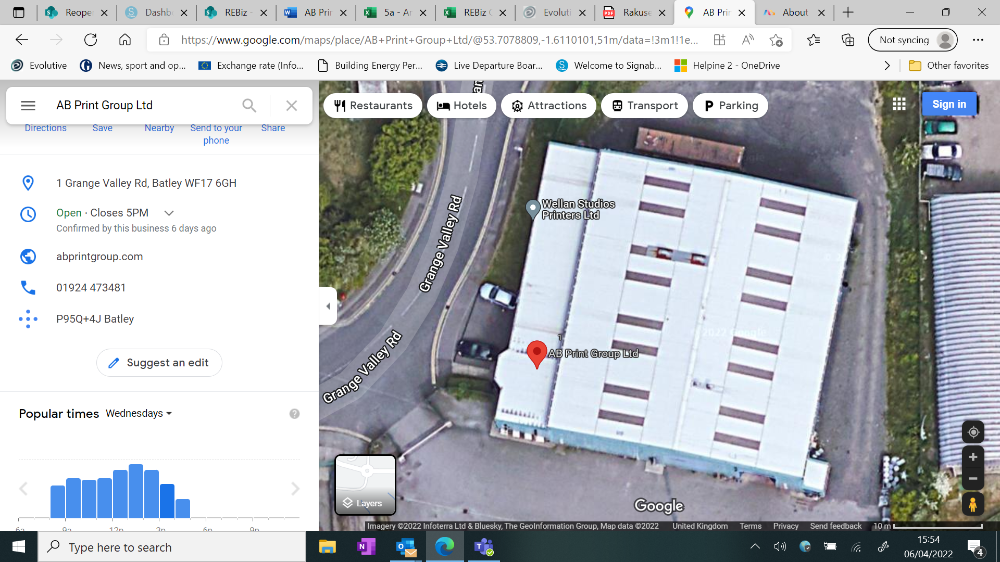 Reoper
Dashb
REBiz -
AB Prin
5a - Ar
REBiz C
Evoluti
Rakuse
AB Prin
About
https://www.google.com/maps/place/AB+Print+Group+Ltd/@53.7078809,-1.6110101,51m/data=!3m1!1e...
Not syncing
Evolutive
News, sport and op...
Exchange rate (Info...
Building Energy Per...
Live Departure Boar...
Welcome to Signab...
Helpine 2 - OneDrive
Other favorites
AB Print Group Ltd
Directions
Save
Nearby
Send to your
phone
Share
1 Grange Valley Rd, Batley WF17 6GH
Open · Closes 5PM
Confirmed by this business 6 days ago
abprintgroup.com
01924 473481
P95Q+4J Batley
Suggest an edit
Popular times Wednesdays
6a 9a 12p 3p 6p 9p
Restaurants
Hotels
Attractions
Transport
Parking
Sign in
Grange Valley Rd
Wellan Studios
Printers Ltd
1
AB Print Group Ltd
Grange Valley Rd
2022 Google
Layers
Google
Imagery ©2022 Infoterra Ltd & Bluesky, The GeoInformation Group, Map data ©2022 United Kingdom Terms Privacy Send feedback 10 m
Type here to search
15:54
06/04/2022
4